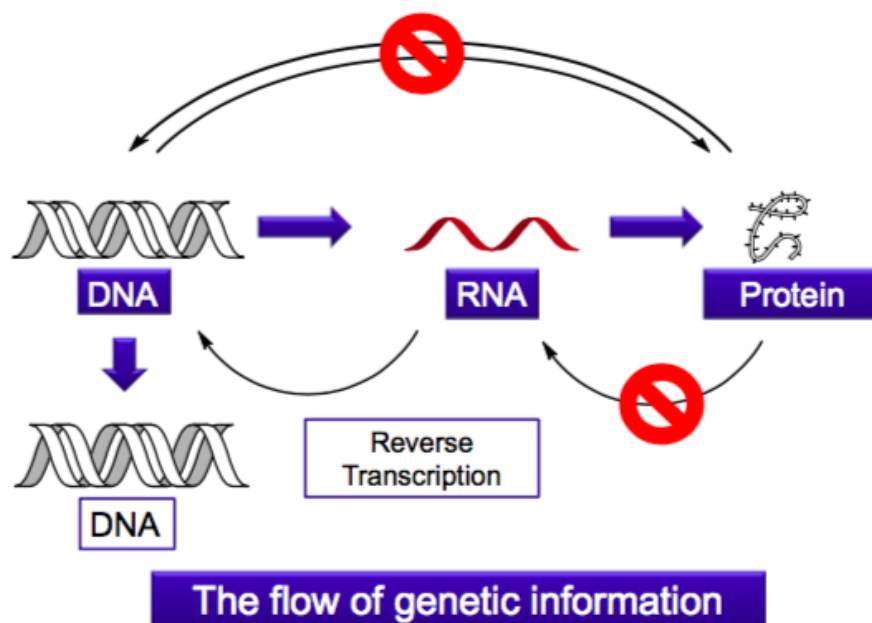 DNA
RNA
Protein
Reverse
Transcription
DNA
The flow of genetic information